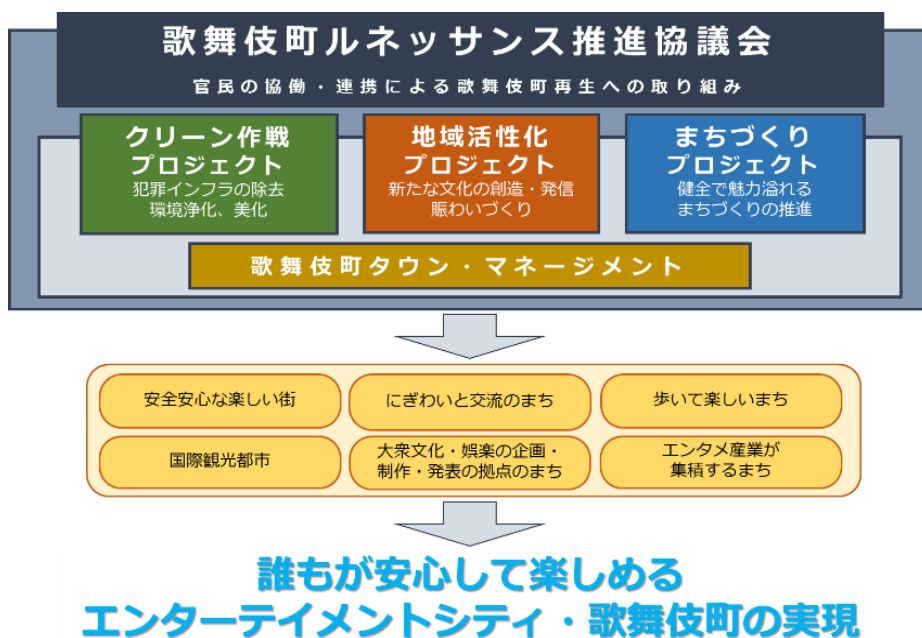 歌舞伎町ルネッサンス推進協議会
官民の協働・連携による歌舞伎町再生への取り組み
クリーン作戦
プロジェクト
犯罪インフラの除去
環境浄化、美化
地域活性化
プロジェクト
新たな文化の創造・発信
賑わいづくり
まちづくり
プロジェクト
健全で魅力溢れる
まちづくりの推進
歌舞伎町タウン・マネージメント
安全安心な楽しい街
にぎわいと交流のまち
歩いて楽しいまち
国際観光都市
大衆文化・娯楽の企画・
制作・発表の拠点のまち
エンタメ産業が
集積するまち
誰もが安心して楽しめる
エンターテイメントシティ・歌舞伎町の実現